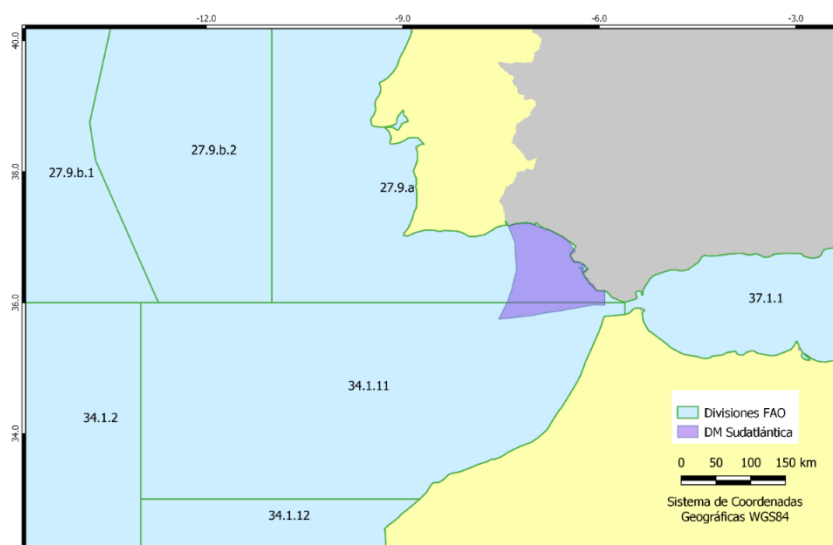 -12.0
-9.0
-6.0
-3.0
40.0
38.0
36.0
34.0
27.9.b.1
27.9.b.2
27.9.a
37.1.1
34.1.2
34.1.11
34.1.12
Divisiones FAO
DM Sudatlántica
0 50 100 150 km
Sistema de Coordenadas
Geográficas WGS84